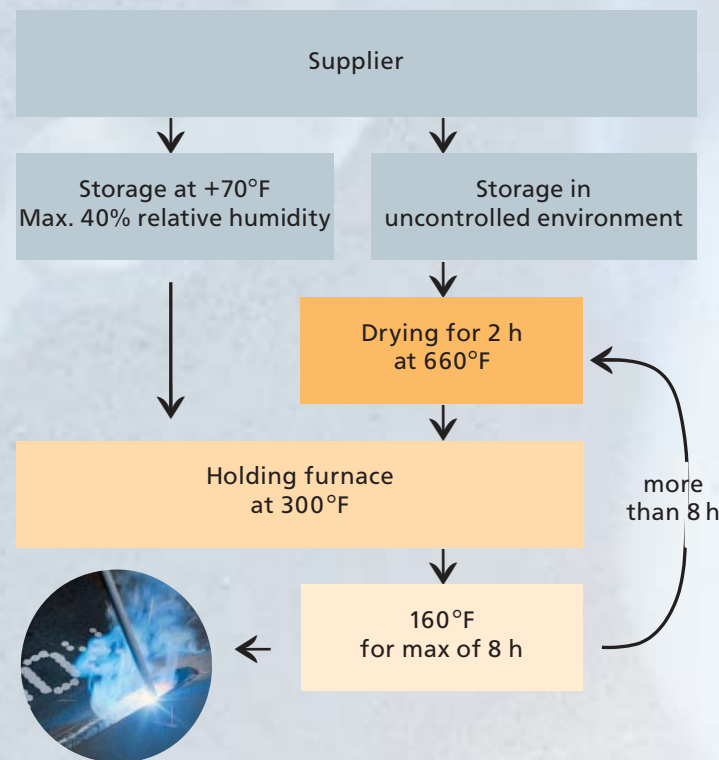 Supplier
Storage at +70°F
Max. 40% relative humidity
Storage in
uncontrolled environment
Drying for 2 h
at 660°F
Holding furnace
at 300°F
more
than 8 h
160°F
for max of 8 h